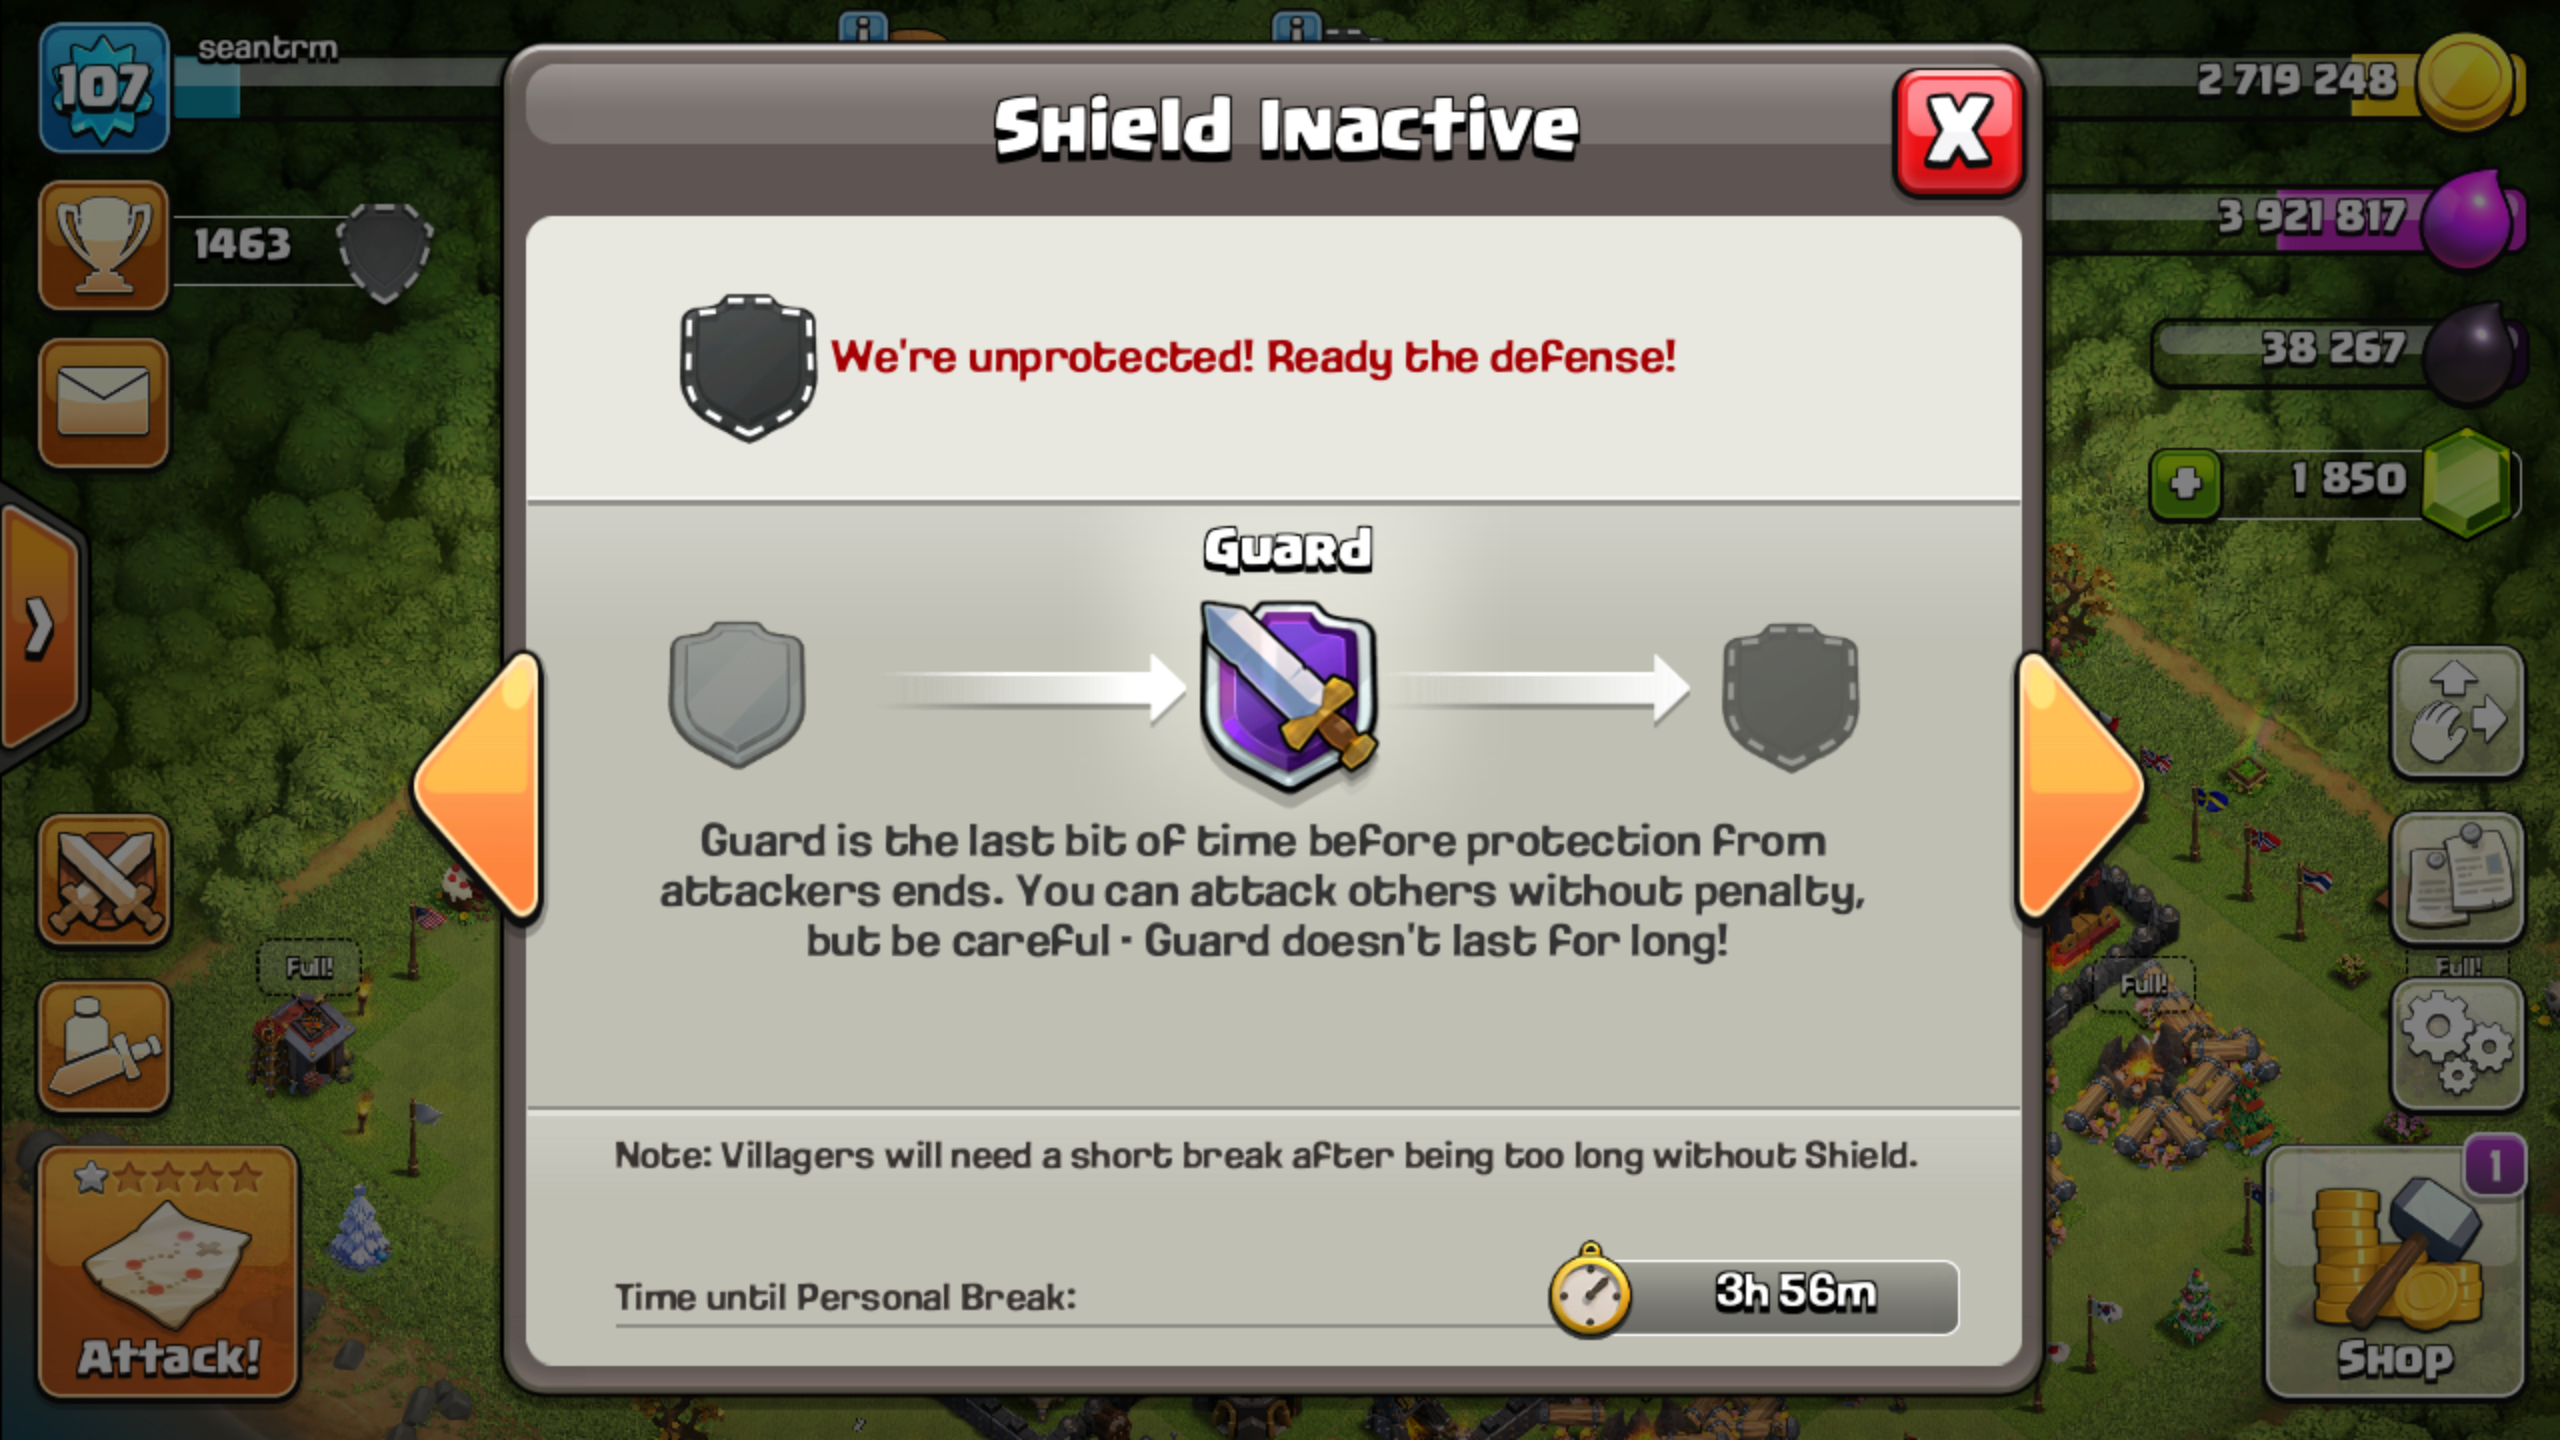 107
seantrm
1463
Shield Inactive
X
2 719 248
3 921 817
38 267
1 850
We're unprotected! Ready the defense!
Guard
Guard is the last bit of time before protection from
attackers ends. You can attack others without penalty,
but be careful - Guard doesn't last for long!
Full!
Full!
Full!
Note: Villagers will need a short break after being too long without Shield.
Time until Personal Break:
3h 56m
Attack!
1
Shop